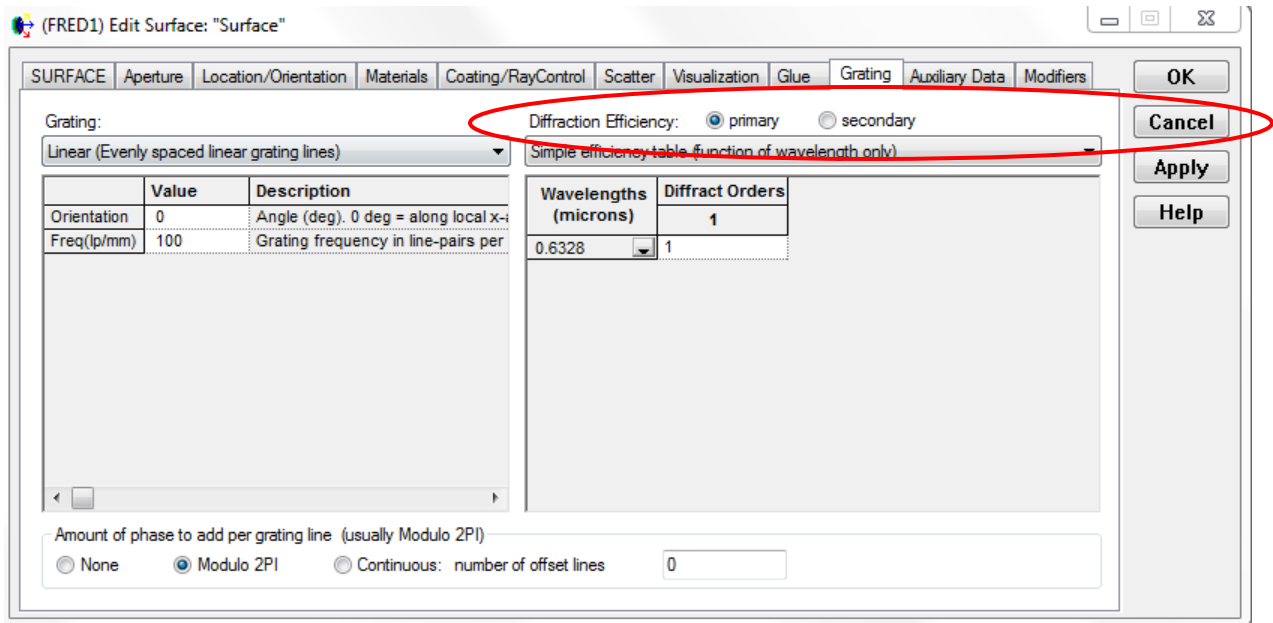 (FRED1) Edit Surface: "Surface"
SURFACE Aperture Location/Orientation Materials Coating/RayControl Scatter Visualization Glue Grating Auxiliary Data Modifiers
OK
Cancel
Apply
Help
Grating:
Linear (Evenly spaced linear grating lines)
Value Description
Orientation 0 Angle (deg). 0 deg = along local x-
Freq(lp/mm) 100 Grating frequency in line-pairs per
Diffraction Efficiency: primary secondary
Simple efficiency table (function of wavelength only)
Wavelengths (microns) Diffract Orders
1
0.6328 1
Amount of phase to add per grating line (usually Modulo 2PI)
None Modulo 2PI Continuous: number of offset lines 0